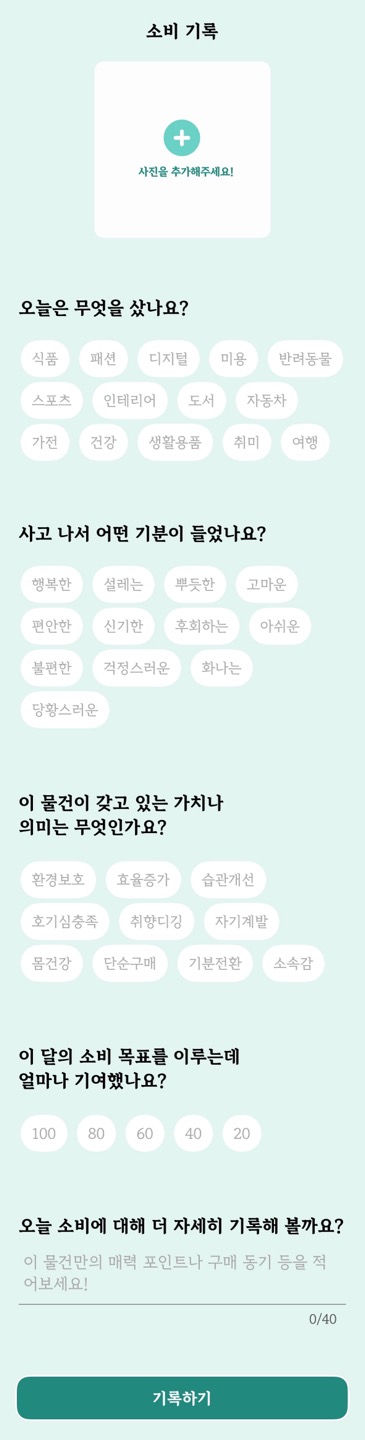 소비 기록
사진을 추가해주세요!
오늘은 무엇을 샀나요?
식품 패션 디지털 미용 반려동물
스포츠 인테리어 도서 자동차
가전 건강 생활용품 취미 여행
사고 나서 어떤 기분이 들었나요?
행복한 설레는 뿌듯한 고마운
편안한 신기한 후회하는 아쉬운
불편한 걱정스러운 화나는
당황스러운
이 물건이 갖고 있는 가치나
의미는 무엇인가요?
환경보호 효율증가 습관개선
호기심충족 취향디깅 자기계발
몸건강 단순구매 기분전환 소속감
이 달의 소비 목표를 이루는데
얼마나 기여했나요?
100 80 60 40 20
오늘 소비에 대해 더 자세히 기록해 볼까요?
이 물건만의 매력 포인트나 구매 동기 등을 적
어보세요!
0/40
기록하기